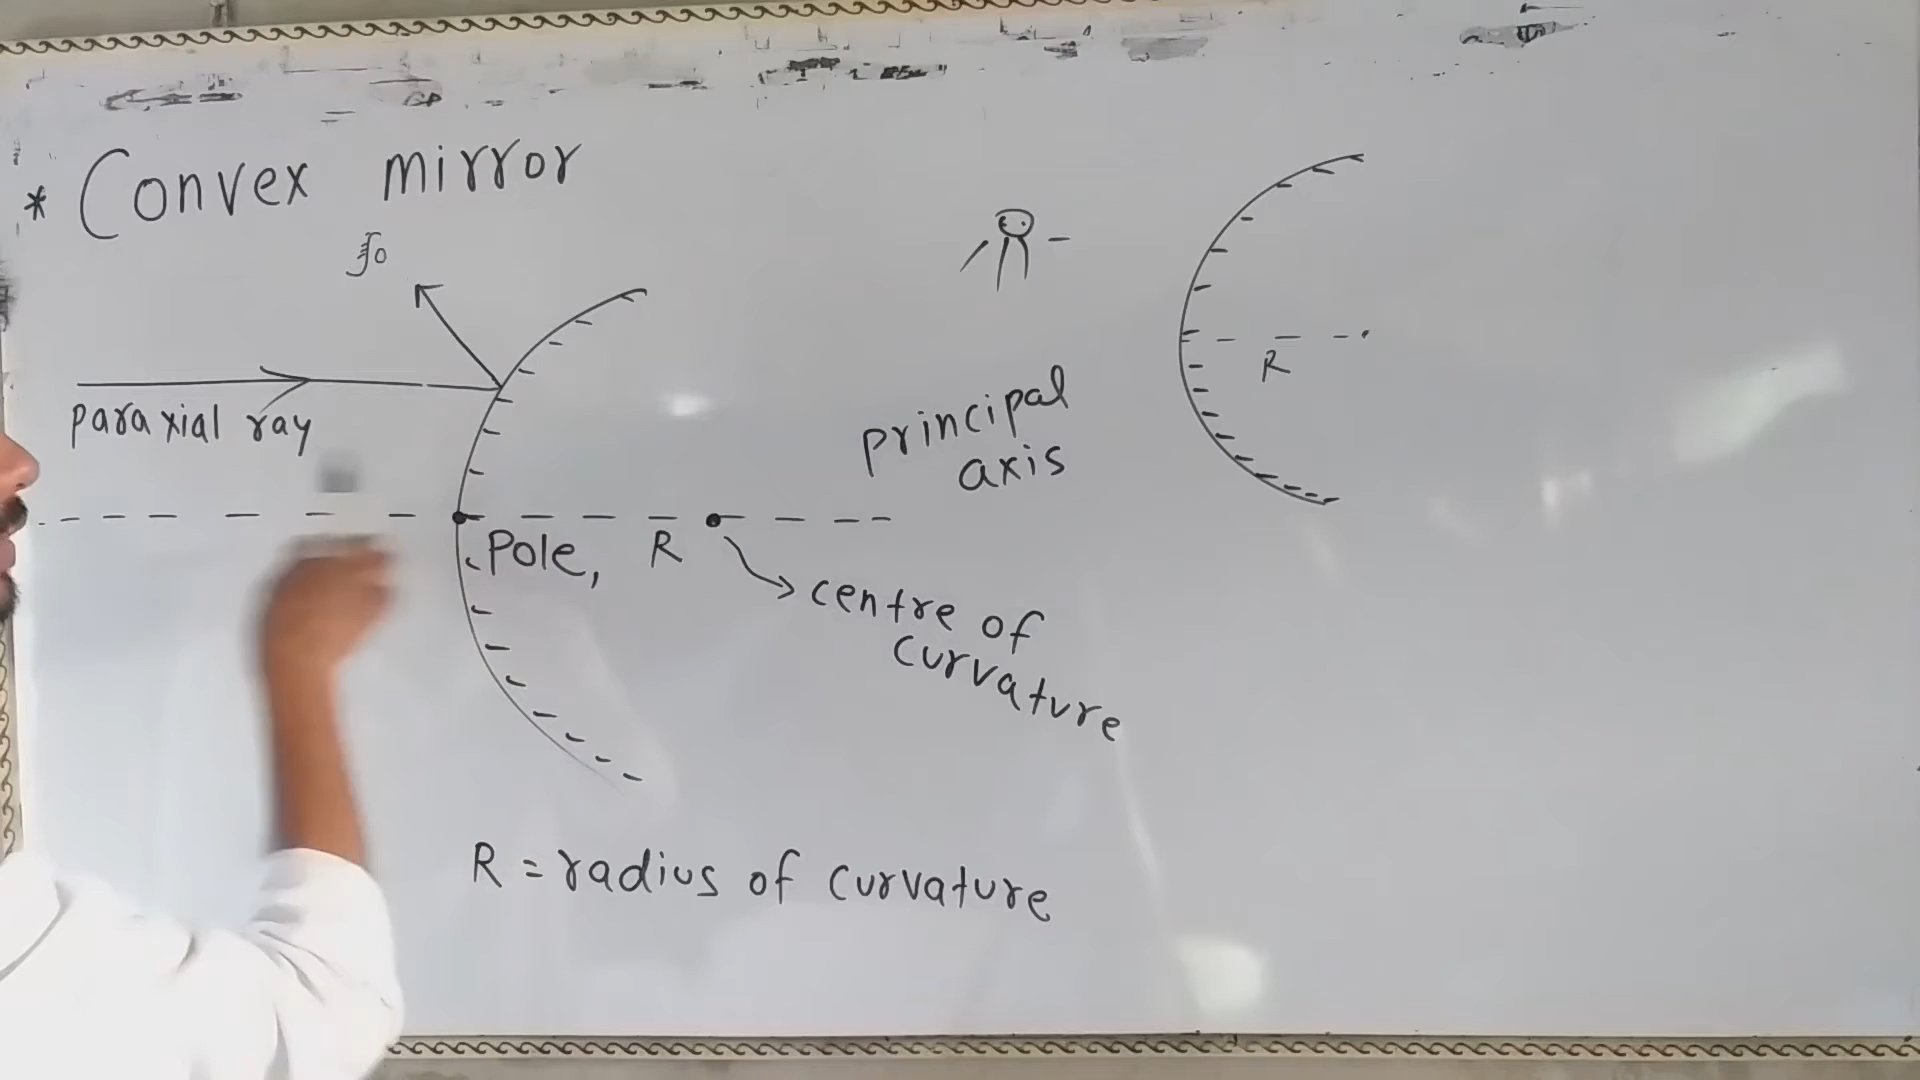 * Convex mirror
paraxial ray
principal
axis
R
Pole, R
centre of
curvature
R = radius of curvature